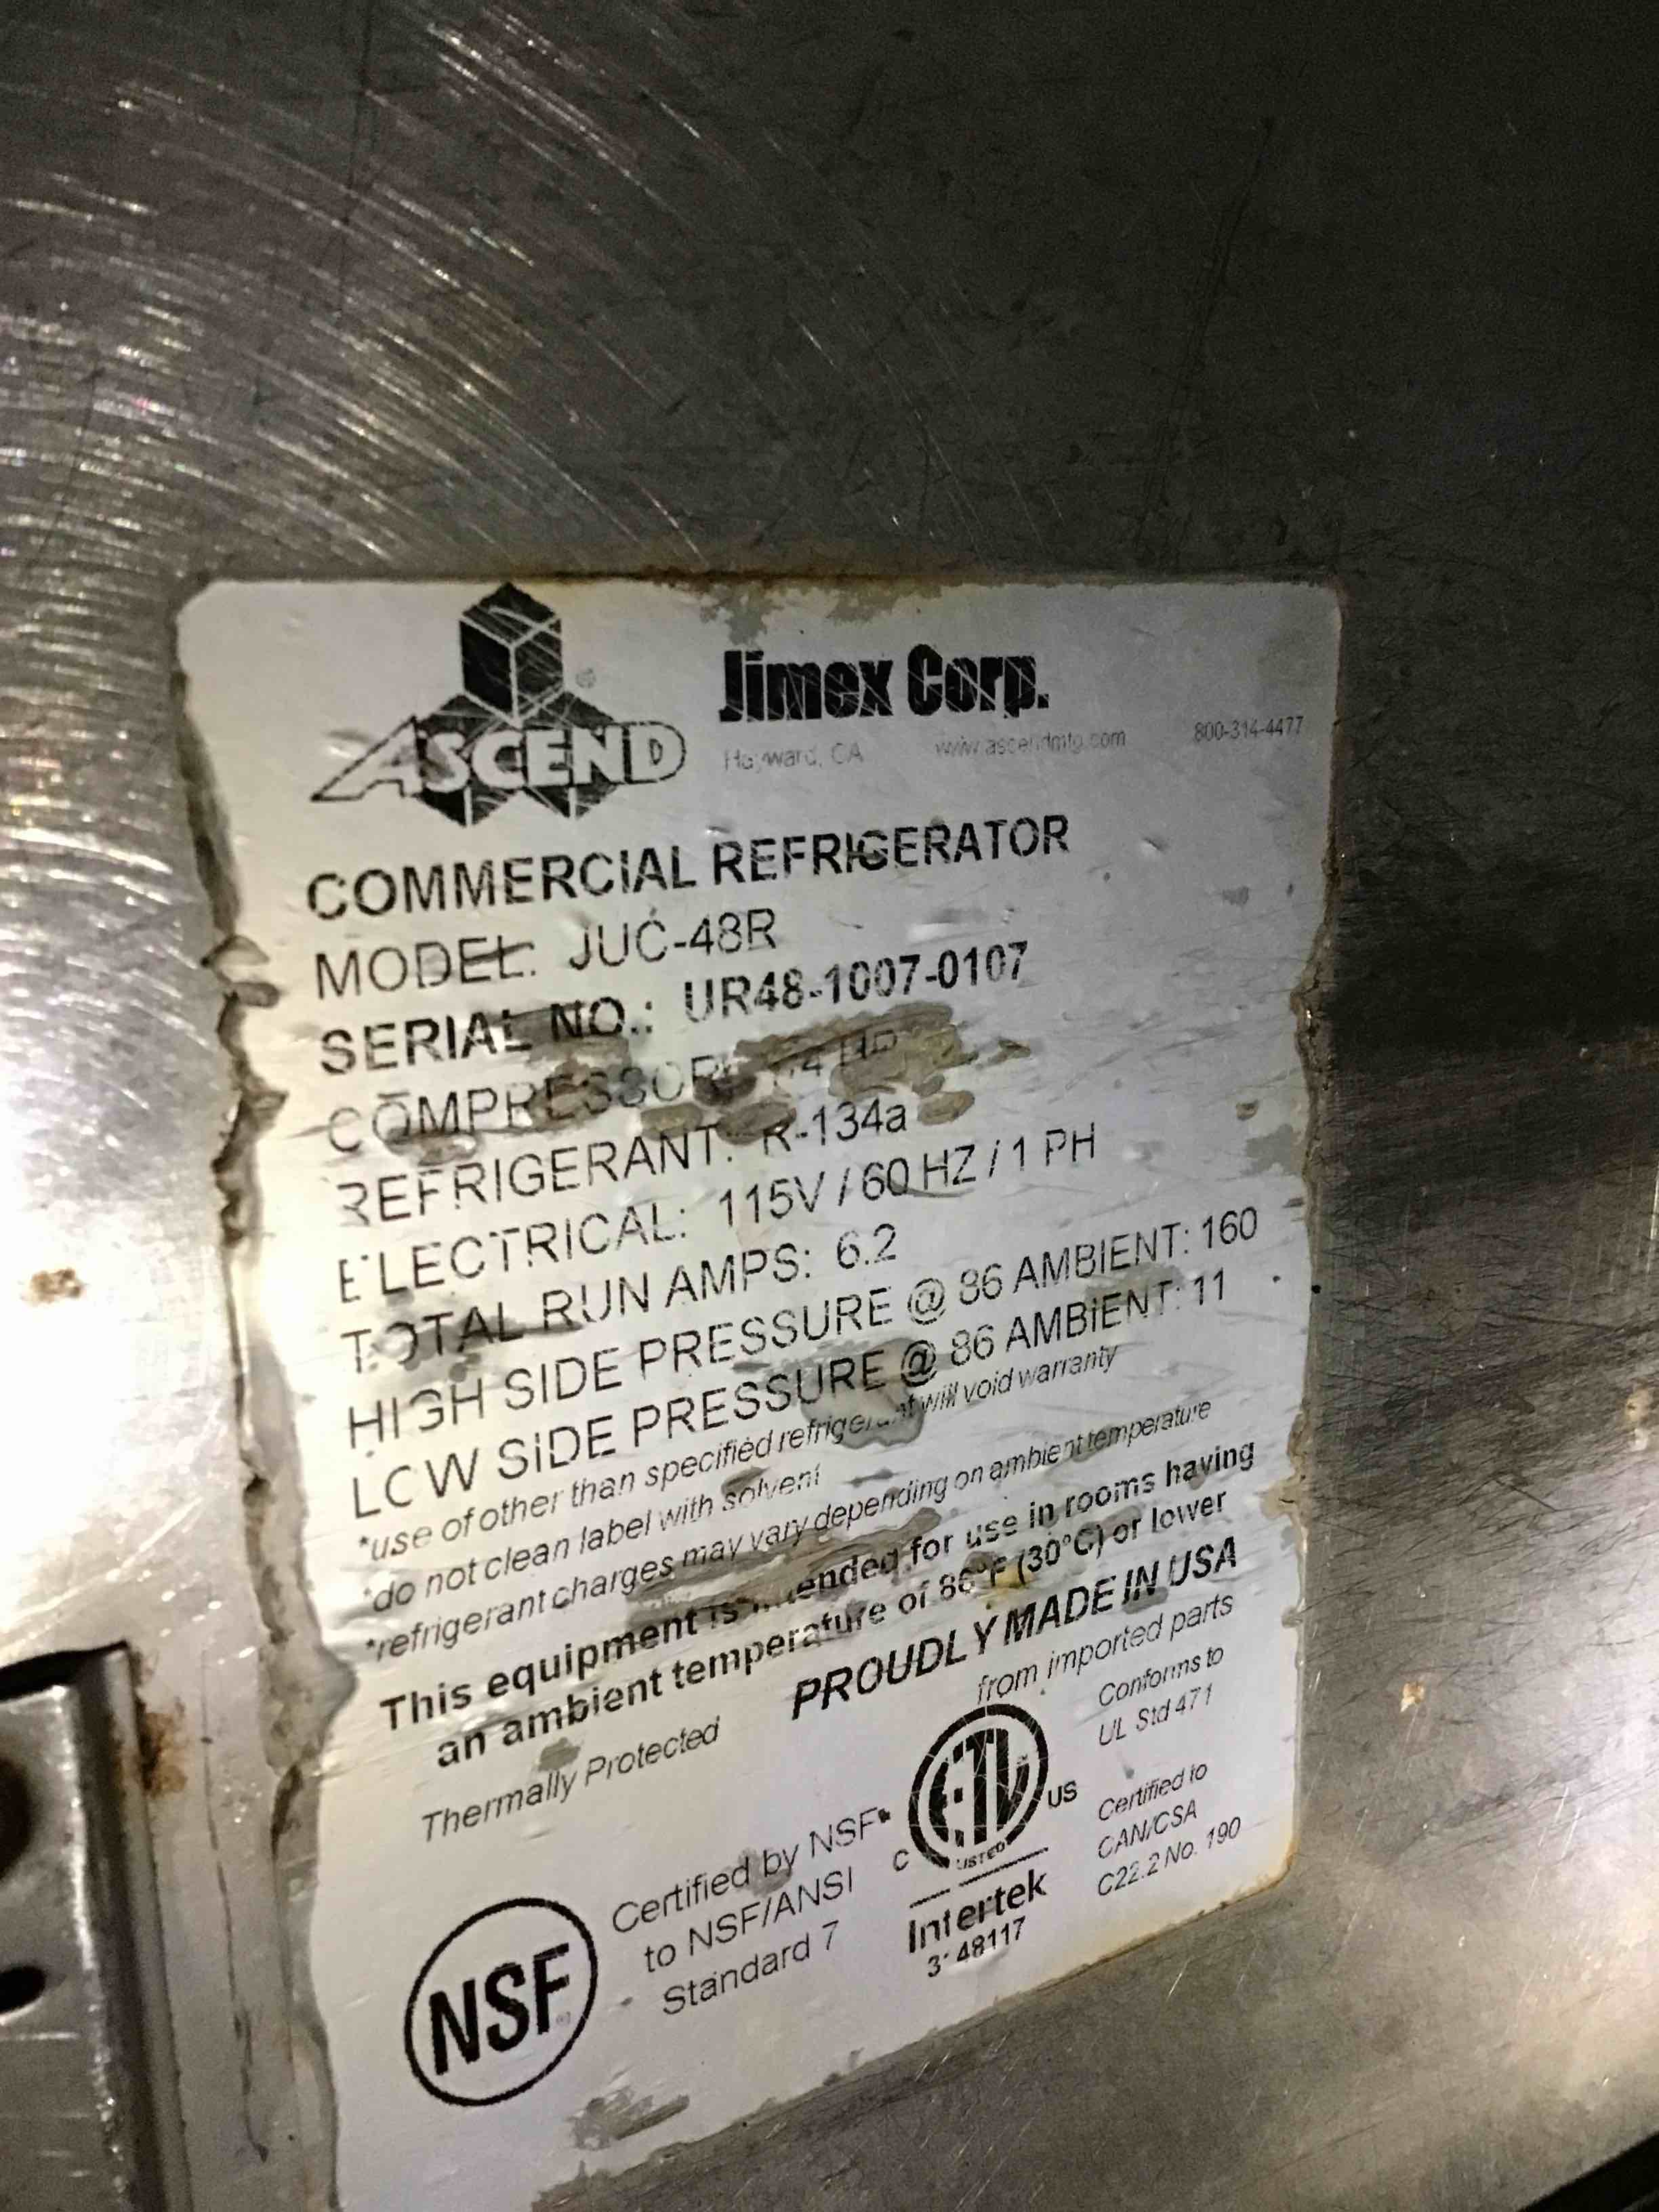 ASCEND
Jimex Corp.
Hayward, CA www.ascendmfg.com 800-314-4477
COMMERCIAL REFRIGERATOR
MODEL: JUC-48R
SERIAL NO.: UR48-1007-0107
COMPRESSOR: HP
REFRIGERANT: R-134a
ELECTRICAL: 115V / 60 HZ / 1 PH
TOTAL RUN AMPS: 6.2
HIGH SIDE PRESSURE @ 86 AMBIENT: 160
LOW SIDE PRESSURE @ 86 AMBIENT: 11
*use of other than specified refrigerant will void warranty
*do not clean label with solvent
*refrigerant charges may vary depending on ambient temperature
This equipment is intended for use in rooms having
an ambient temperature of 86°F (30°C) or lower
PROUDLY MADE IN USA
from imported parts
Thermally Protected
NSF
Certified by NSF
to NSF/ANSI
Standard 7
C ETL US
LISTED
Intertek
Conforms to
UL Std 471
Certified to
CAN/CSA
C22.2 No. 190